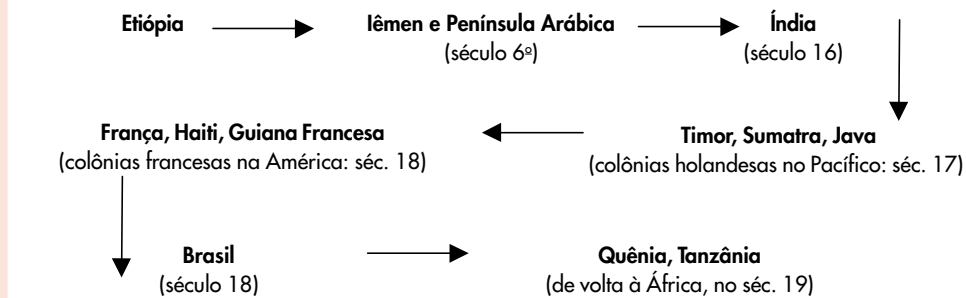 Etiópia
Iêmen e Península Arábica
(século 6º)
Índia
(século 16)
Timor, Sumatra, Java
(colônias holandesas no Pacífico: séc. 17)
França, Haiti, Guiana Francesa
(colônias francesas na América: séc. 18)
Brasil
(século 18)
Quênia, Tanzânia
(de volta à África, no séc. 19)